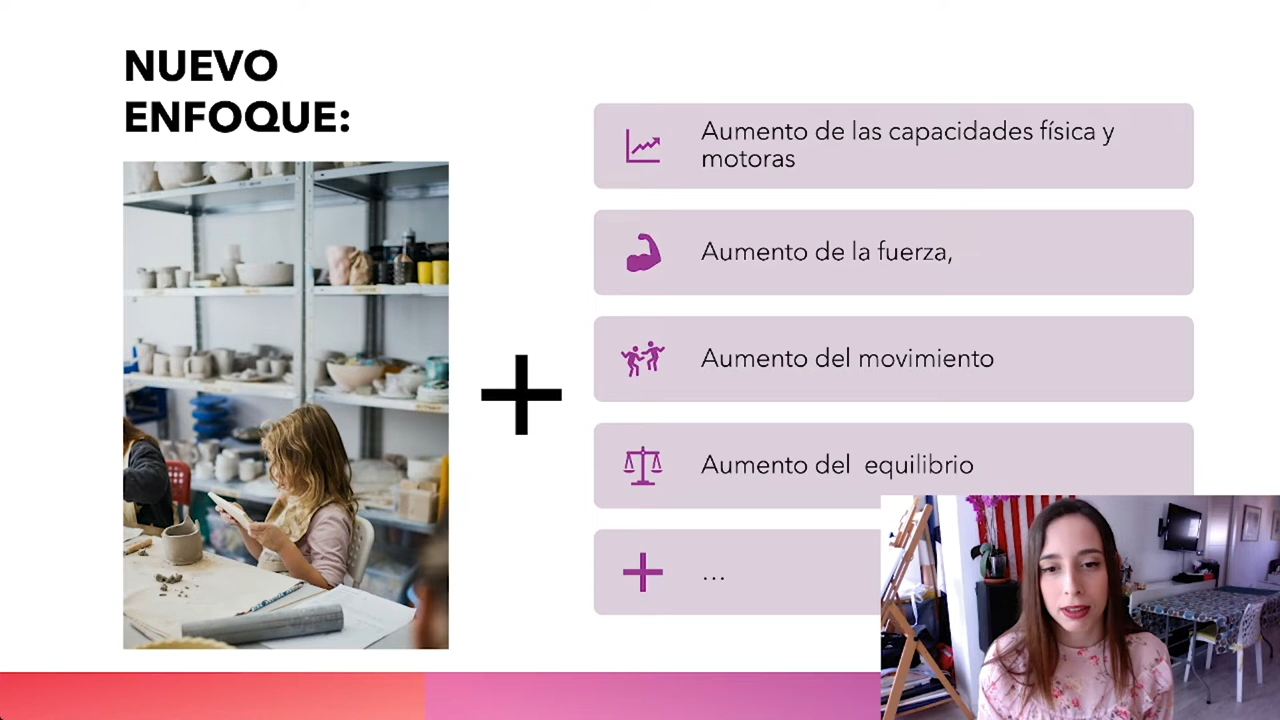 NUEVO
ENFOQUE:
Aumento de las capacidades física y
motoras
Aumento de la fuerza,
Aumento del movimiento
Aumento del  equilibrio
...